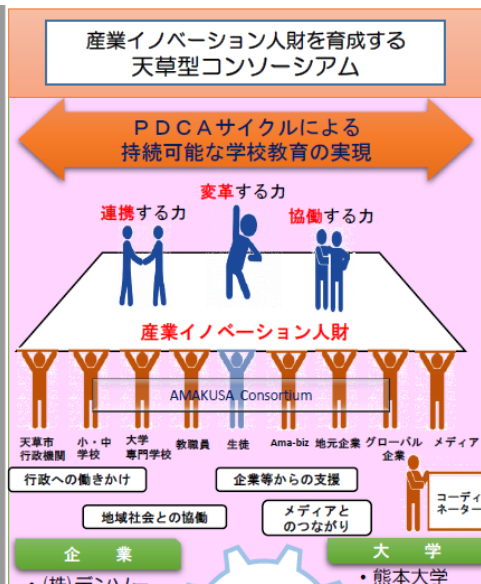 産業イノベーション人財を育成する
天草型コンソーシアム
PDCAサイクルによる
持続可能な学校教育の実現
変革する力
連携する力
協働する力
産業イノベーション人財
AMAKUSA Consortium
天草市
行政機関
小・中
学校
大学
専門学校
教職員
生徒
Ama-biz
地元企業
グローバル
企業
メディア
行政への働きかけ
企業等からの支援
地域社会との協働
メディアと
のつながり
コーディ
ネーター
企業
・(株)デンソー
大学
・熊本大学